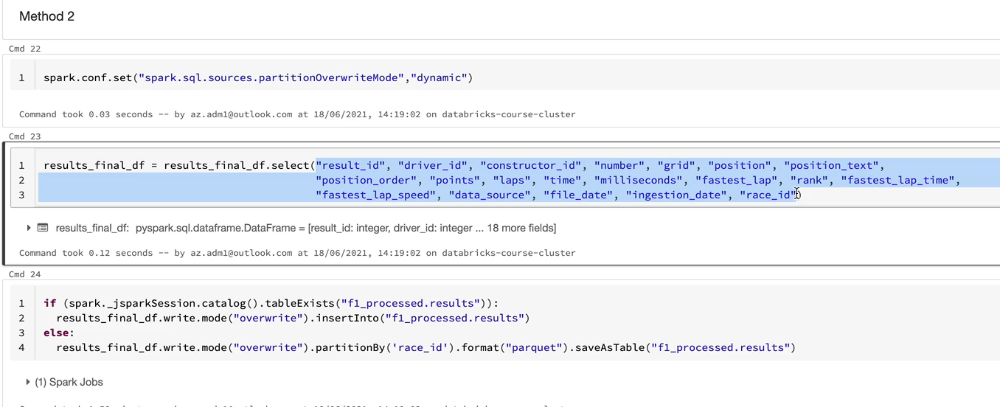 Method 2
Cmd 22
1 spark.conf.set("spark.sql.sources.partitionOverwriteMode","dynamic")
Command took 0.03 seconds -- by az.adm1@outlook.com at 18/06/2021, 14:19:02 on databricks-course-cluster
Cmd 23
1 results_final_df = results_final_df.select("result_id", "driver_id", "constructor_id", "number", "grid", "position", "position_text",
2 "position_order", "points", "laps", "time", "milliseconds", "fastest_lap", "rank", "fastest_lap_time",
3 "fastest_lap_speed", "data_source", "file_date", "ingestion_date", "race_id")
results_final_df: pyspark.sql.dataframe.DataFrame = [result_id: integer, driver_id: integer ... 18 more fields]
Command took 0.12 seconds -- by az.adm1@outlook.com at 18/06/2021, 14:19:02 on databricks-course-cluster
Cmd 24
1 if (spark._jsparkSession.catalog().tableExists("f1_processed.results")):
2 results_final_df.write.mode("overwrite").insertInto("f1_processed.results")
3 else:
4 results_final_df.write.mode("overwrite").partitionBy('race_id').format("parquet").saveAsTable("f1_processed.results")
(1) Spark Jobs